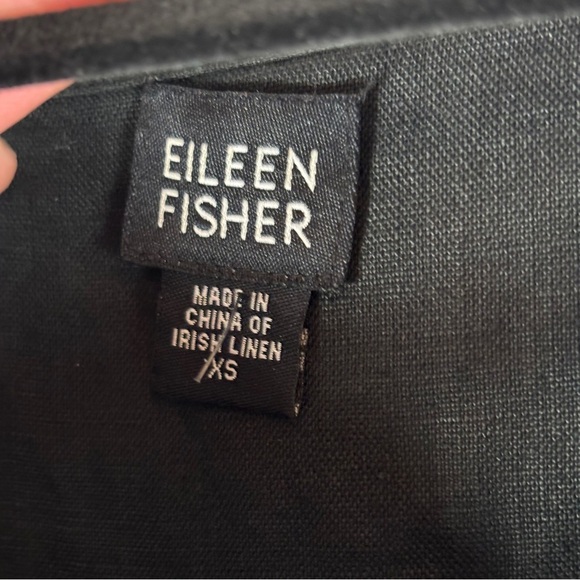 EILEEN
FISHER
MADE IN
CHINA OF
IRISH LINEN
XS